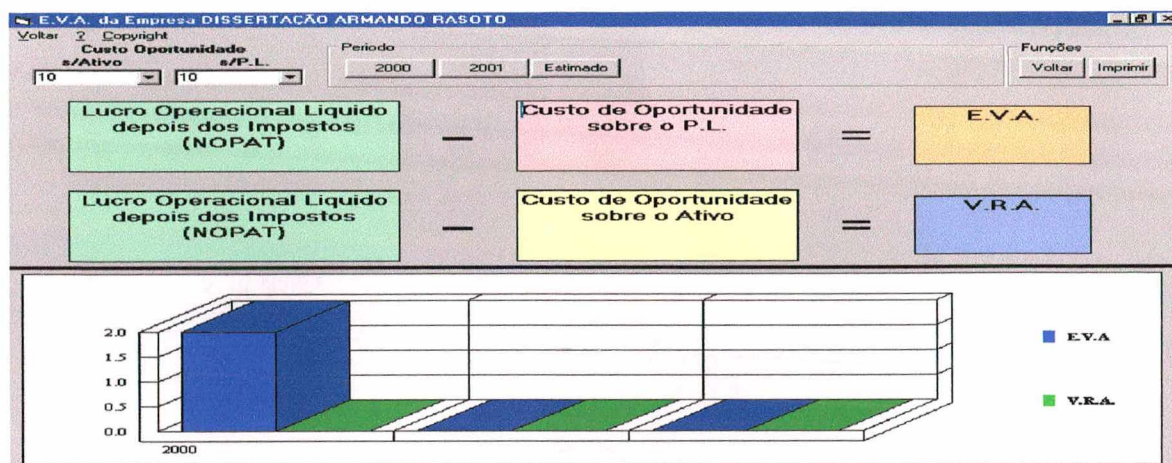 E.V.A. da Empresa DISSERTAÇÃO ARMANDO RASOTO
Voltar ? Copyright
Custo Oportunidade
s/Ativo s/P.L.
10 10
Periodo
2000 2001 Estimado
Funções
Voltar Imprimir
Lucro Operacional Liquido
depois dos Impostos
(NOPAT)
−
Custo de Oportunidade
sobre o P.L.
=
E.V.A.
Lucro Operacional Liquido
depois dos Impostos
(NOPAT)
−
Custo de Oportunidade
sobre o Ativo
=
V.R.A.
2.0
1.5
1.0
0.5
0.0
2000
E.V.A
V.R.A.